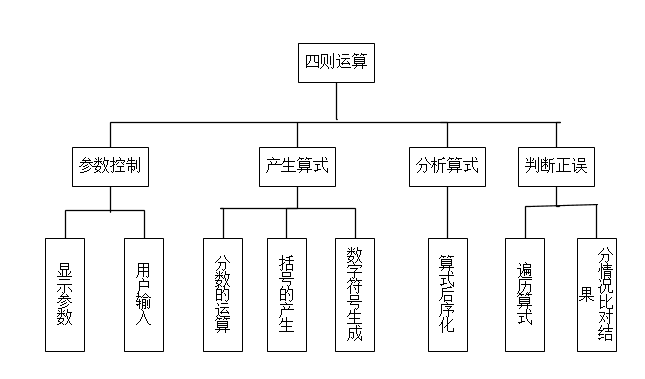 四则运算
参数控制
产生算式
分析算式
判断正误
显示参数
用户输入
分数的运算
括号的产生
数字符号生成
算式后序化
遍历算式
分情况比对结
果